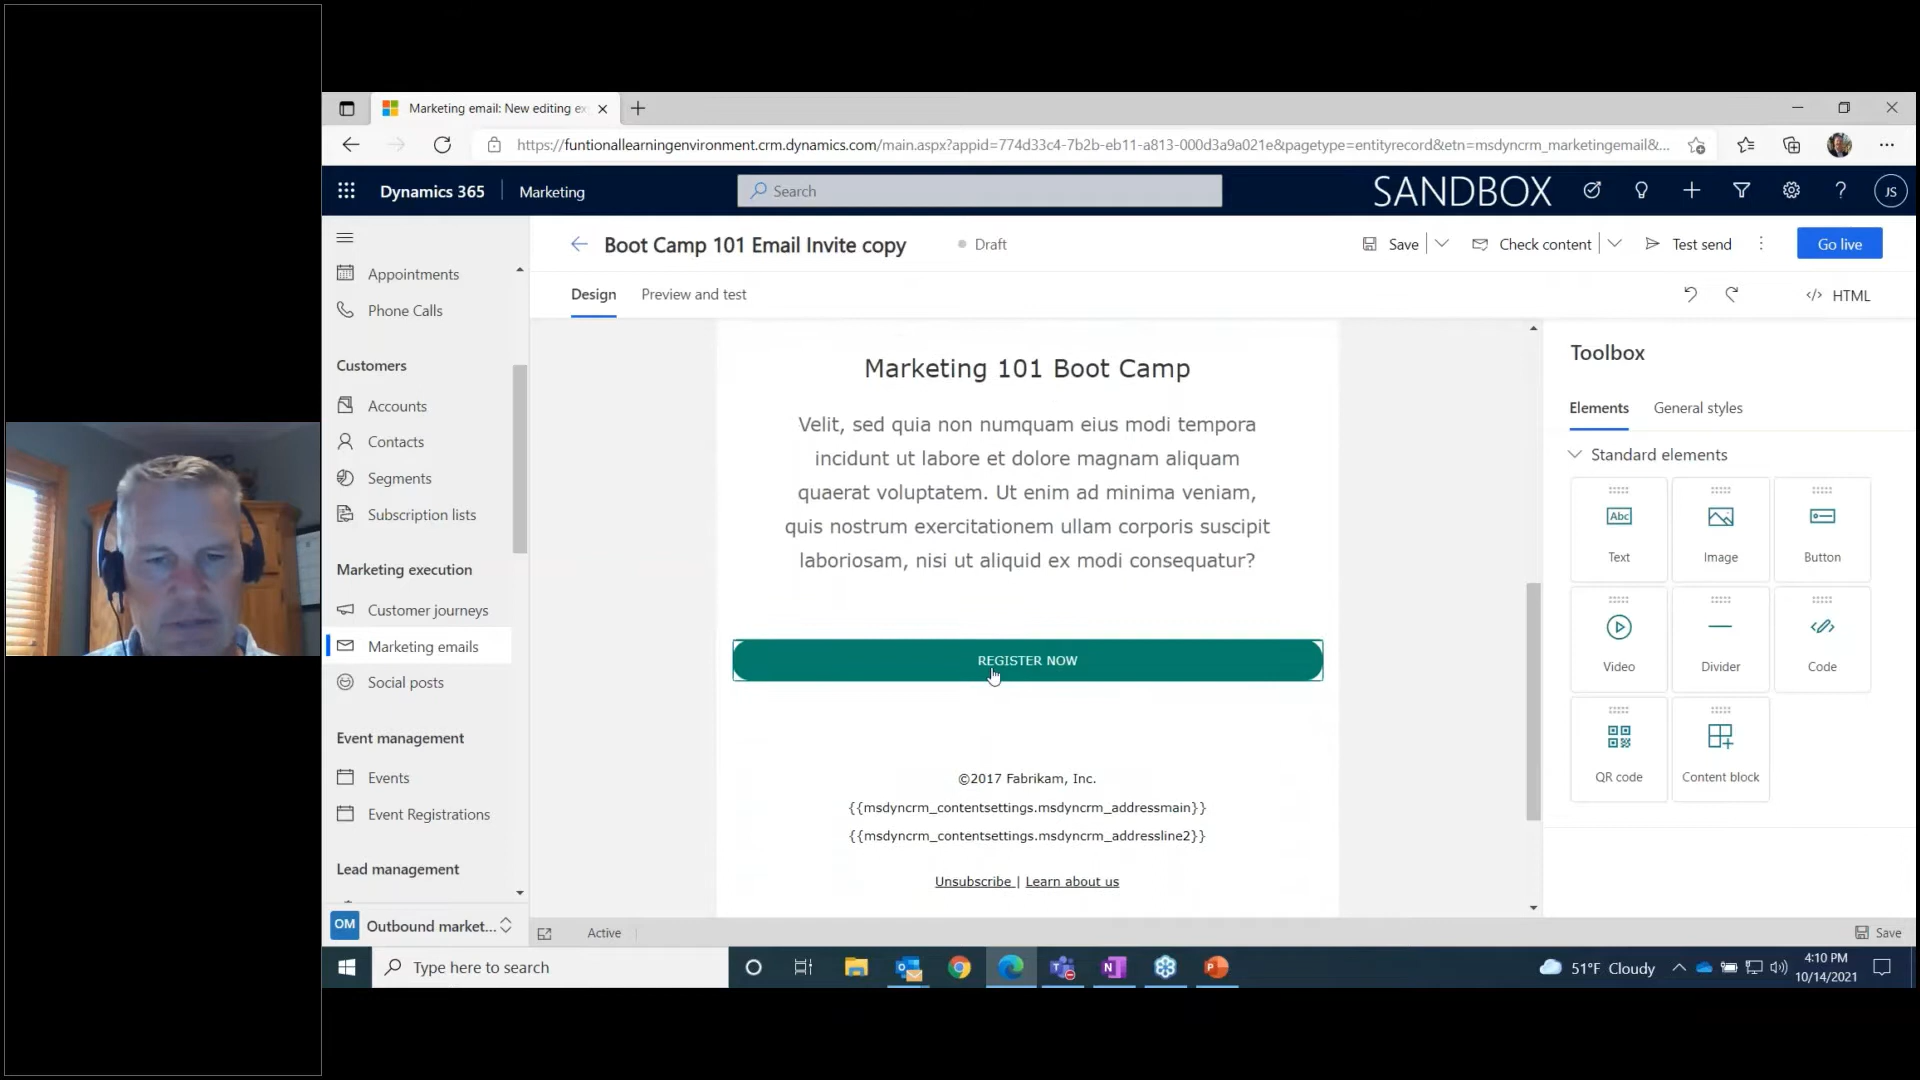 Marketing email: New editing ex
https://funtionallearningenvironment.crm.dynamics.com/main.aspx?appid=774d33c4-7b2b-eb11-a813-000d3a9a021e&pagetype=entityrecord&etn=msdyncrm_marketingemail&...
Dynamics 365
Marketing
Search
SANDBOX
JS
Boot Camp 101 Email Invite copy
Draft
Save
Check content
Test send
Go live
Design
Preview and test
HTML
Appointments
Phone Calls
Customers
Accounts
Contacts
Segments
Subscription lists
Marketing execution
Customer journeys
Marketing emails
Social posts
Event management
Events
Event Registrations
Lead management
OM
Outbound market...
Marketing 101 Boot Camp
Velit, sed quia non numquam eius modi tempora
incidunt ut labore et dolore magnam aliquam
quaerat voluptatem. Ut enim ad minima veniam,
quis nostrum exercitationem ullam corporis suscipit
laboriosam, nisi ut aliquid ex modi consequatur?
REGISTER NOW
©2017 Fabrikam, Inc.
{{msdyncrm_contentsettings.msdyncrm_addressmain}}
{{msdyncrm_contentsettings.msdyncrm_addressline2}}
Unsubscribe | Learn about us
Toolbox
Elements
General styles
Standard elements
Abc
Text
Image
Button
Video
Divider
Code
QR code
Content block
Active
Save
Type here to search
51°F Cloudy
4:10 PM
10/14/2021